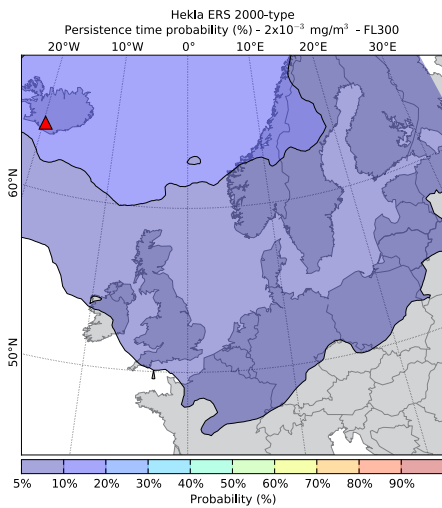 Hekla ERS 2000-type
Persistence time probability (%) - 2x10⁻³ mg/m³ - FL300
20°W 10°W 0° 10°E 20°E 30°E
60°N
50°N
5% 10% 20% 30% 40% 50% 60% 70% 80% 90%
Probability (%)